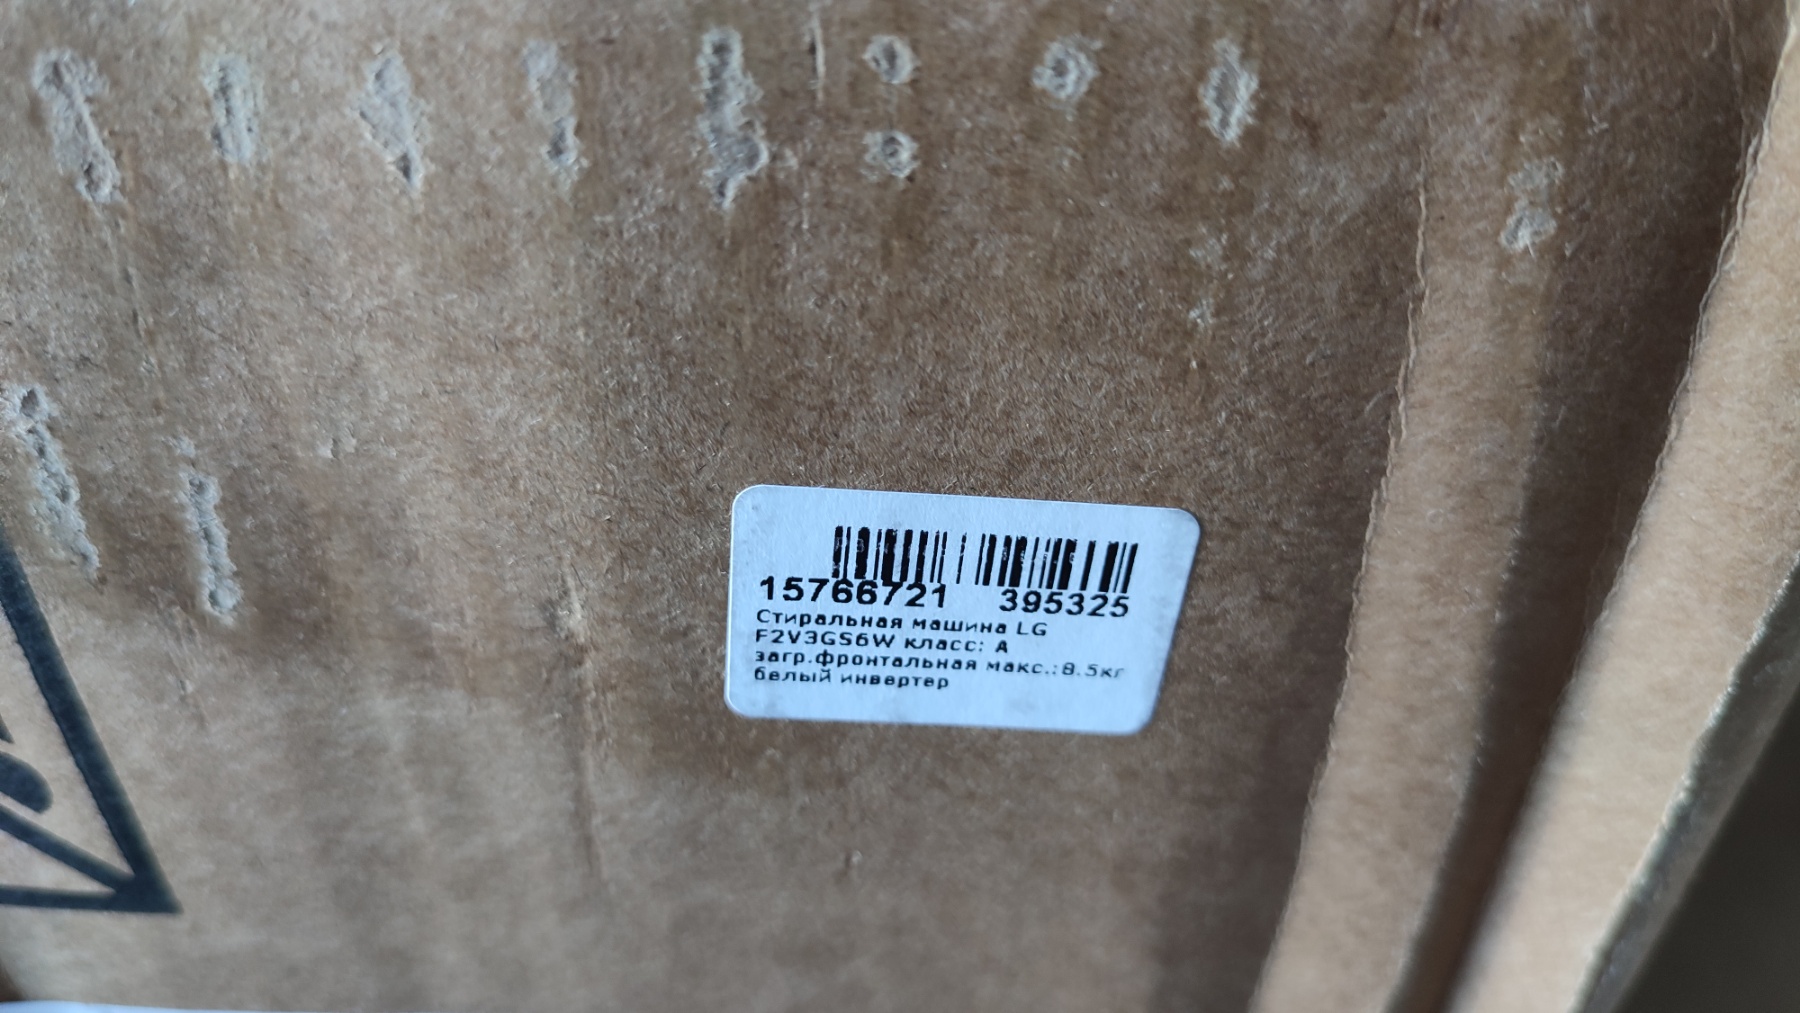 15766721 395325
Стиральная машина LG
F2V3GS6W класс: A
загр.фронтальная макс.:8.5кг
белый инвертер